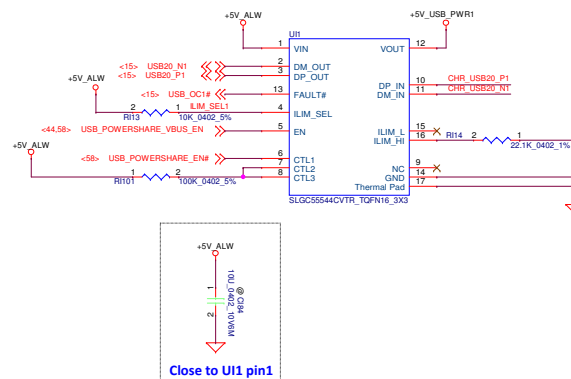 +5V_ALW
+5V_USB_PWR1
UI1
1 VIN VOUT 12
<15> USB20_N1 2 DM_OUT
<15> USB20_P1 3 DP_OUT
DP_IN 10 CHR_USB20_P1
DM_IN 11 CHR_USB20_N1
+5V_ALW
<15> USB_OC1# 13 FAULT#
2 1 ILIM_SEL1 4 ILIM_SEL
RI13 10K_0402_5%
<44,58> USB_POWERSHARE_VBUS_EN 5 EN
ILIM_L 15
ILIM_HI 16 RI14 2 1
22.1K_0402_1%
+5V_ALW
<58> USB_POWERSHARE_EN# 6 CTL1
7 CTL2
1 2 8 CTL3
RI101 100K_0402_5%
NC 9
GND 14
Thermal Pad 17
SLGC55544CVTR_TQFN16_3X3
+5V_ALW
1
2
@ CI84
10U_0402_10V6M
Close to UI1 pin1